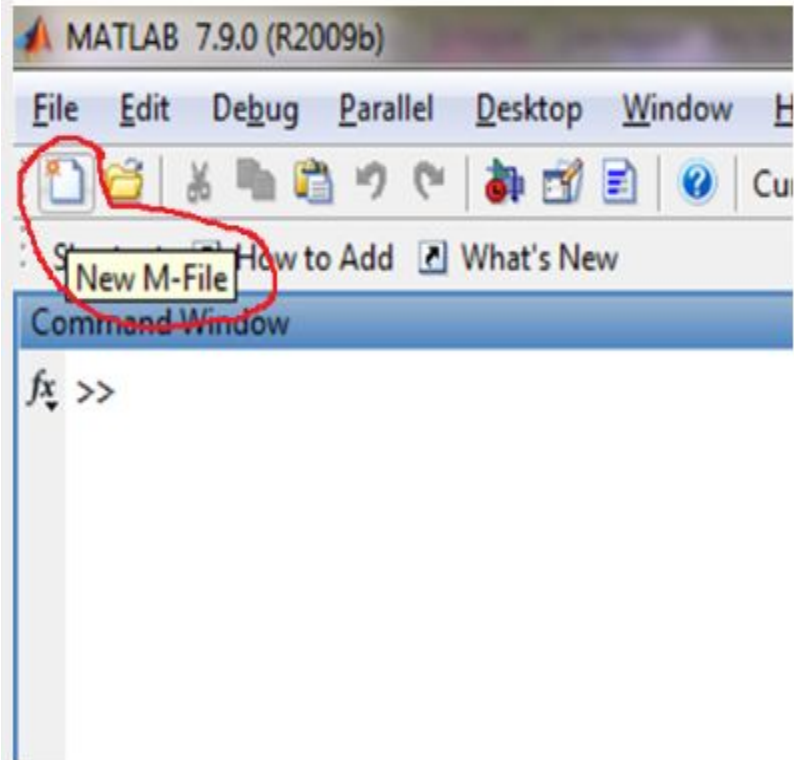 MATLAB 7.9.0 (R2009b)
File Edit Debug Parallel Desktop Window H
Cu
How to Add What's New
New M-File
Command Window
fx >>